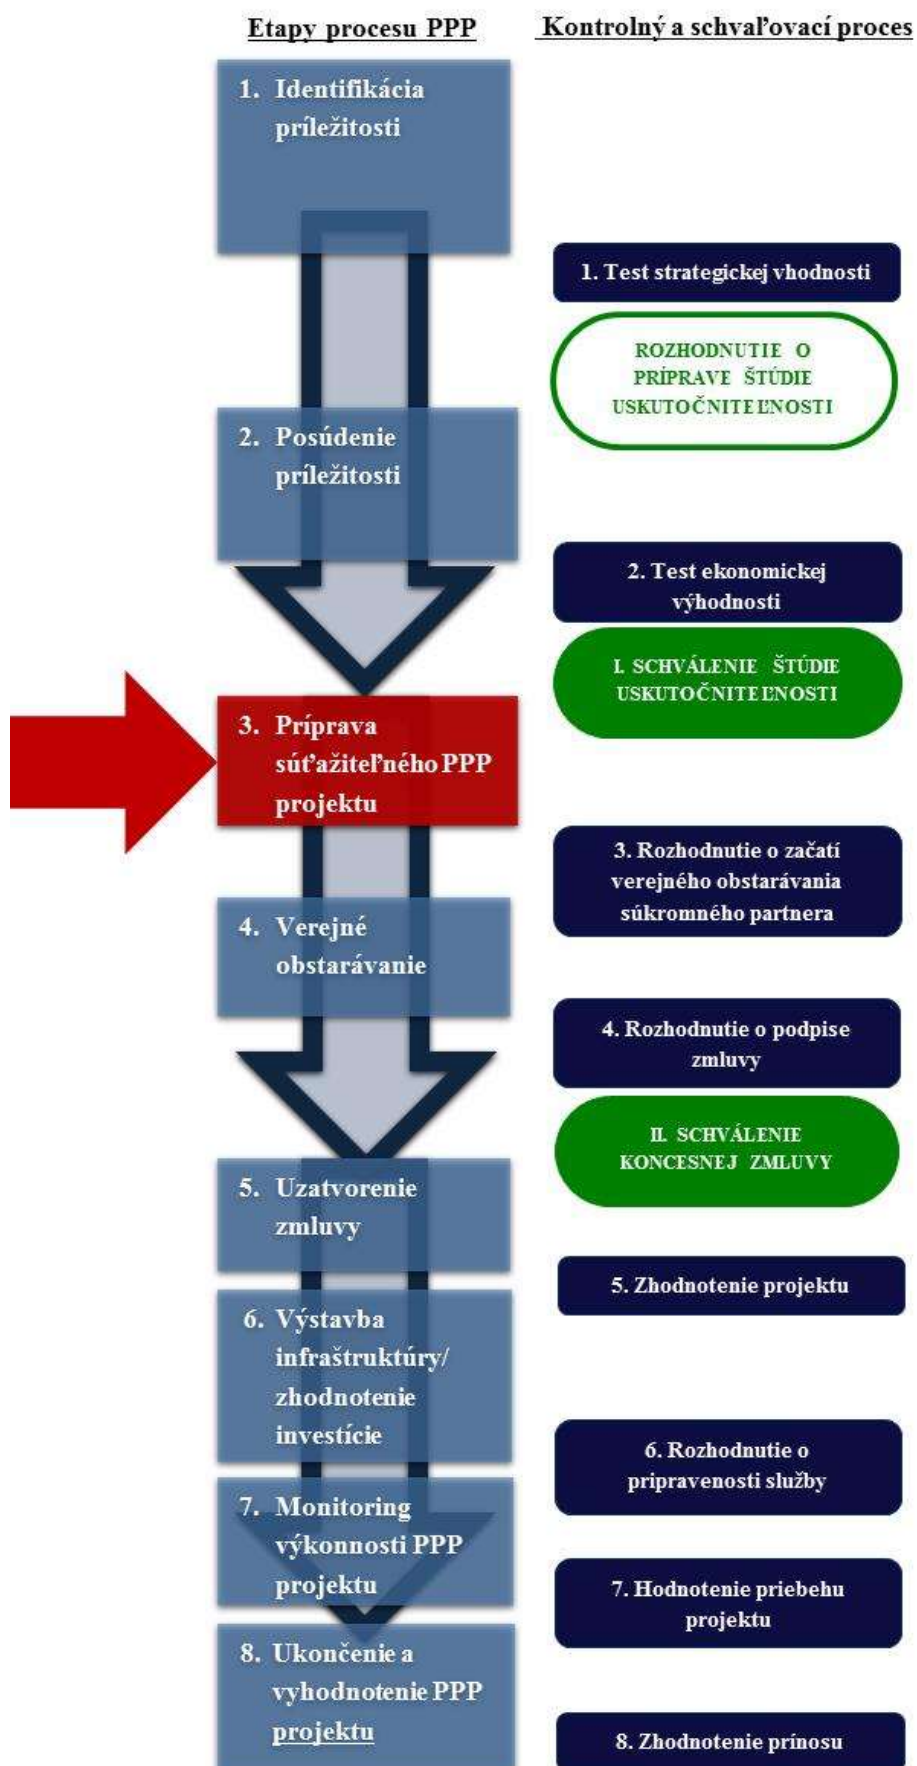 Etapy procesu PPP
Kontrolný a schvaľovací proces
1. Identifikácia
príležitosti
1. Test strategickej vhodnosti
ROZHODNUTIE O
PRÍPRAVE ŠTÚDIE
USKUTOČNITEĽNOSTI
2. Posúdenie
príležitosti
2. Test ekonomickej
výhodnosti
I. SCHVÁLENIE ŠTÚDIE
USKUTOČNITEĽNOSTI
3. Príprava
súťažiteľného PPP
projektu
3. Rozhodnutie o začatí
verejného obstarávania
súkromného partnera
4. Verejné
obstarávanie
4. Rozhodnutie o podpise
zmluvy
II. SCHVÁLENIE
KONCESNEJ ZMLUVY
5. Uzatvorenie
zmluvy
5. Zhodnotenie projektu
6. Výstavba
infraštruktúry/
zhodnotenie
investície
6. Rozhodnutie o
pripravenosti služby
7. Monitoring
výkonnosti PPP
projektu
7. Hodnotenie priebehu
projektu
8. Ukončenie a
vyhodnotenie PPP
projektu
8. Zhodnotenie prínosu